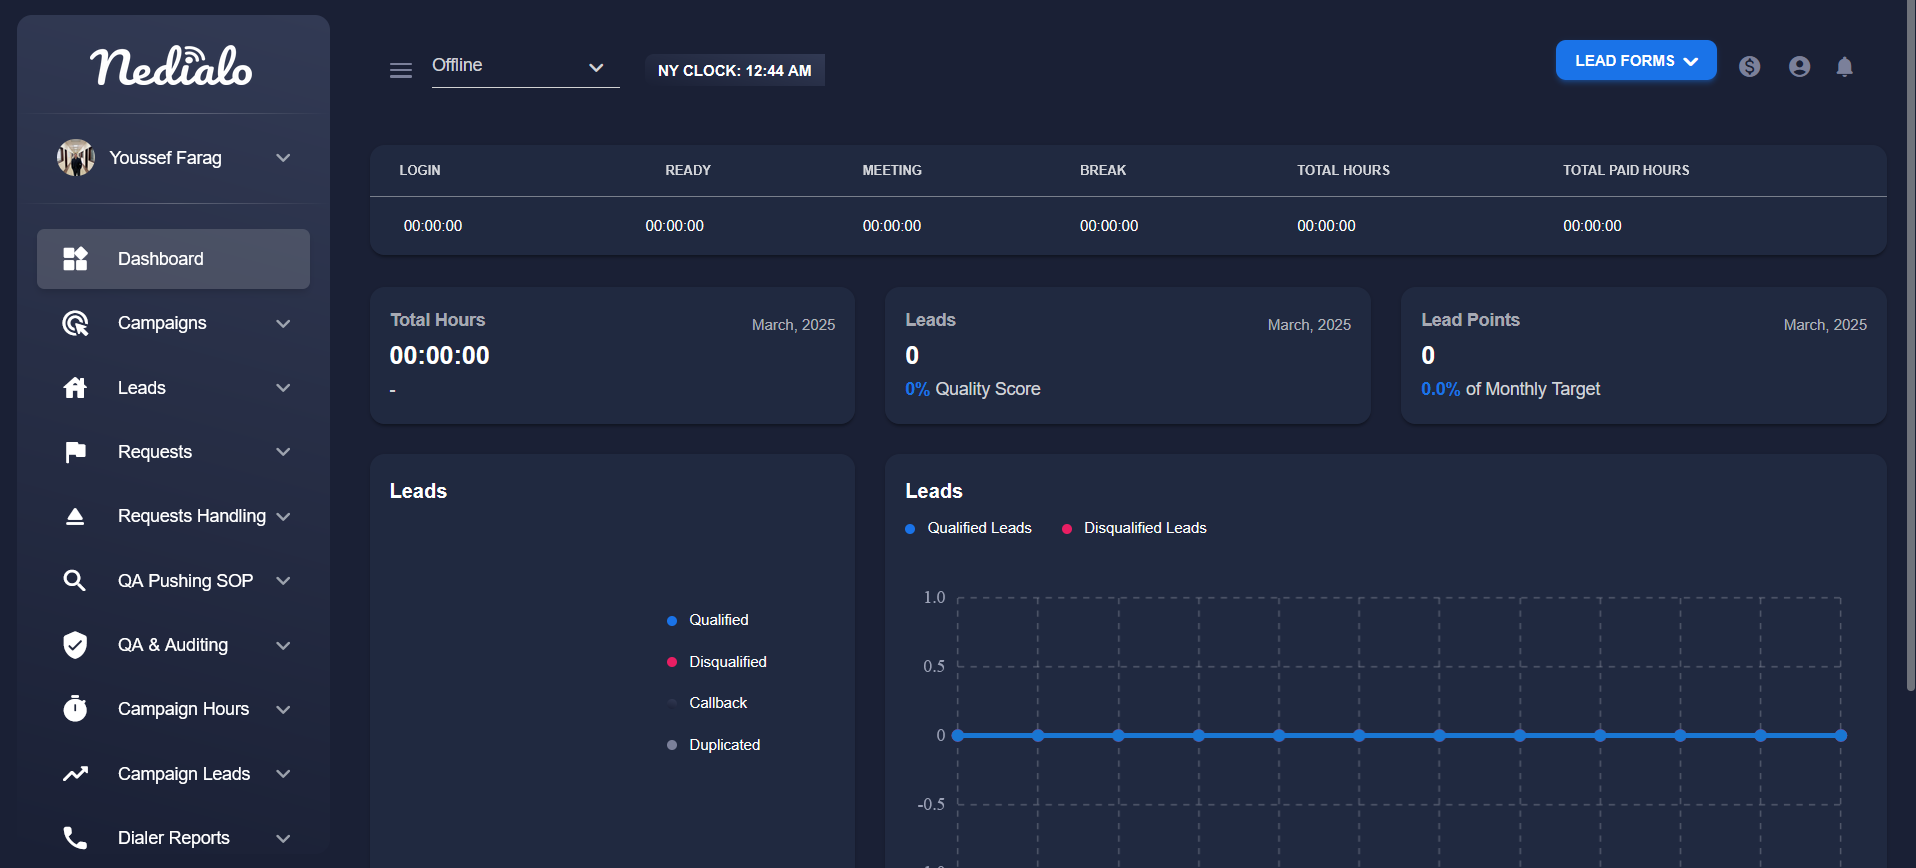 Nedialo
Offline
NY CLOCK: 12:44 AM
LEAD FORMS
Youssef Farag
LOGIN READY MEETING BREAK TOTAL HOURS TOTAL PAID HOURS
00:00:00 00:00:00 00:00:00 00:00:00 00:00:00 00:00:00
Dashboard
Campaigns
Leads
Requests
Requests Handling
QA Pushing SOP
QA & Auditing
Campaign Hours
Campaign Leads
Dialer Reports
Total Hours
March, 2025
00:00:00
-
Leads
March, 2025
0
0% Quality Score
Lead Points
March, 2025
0
0.0% of Monthly Target
Leads
Qualified
Disqualified
Callback
Duplicated
Leads
Qualified Leads Disqualified Leads
1.0
0.5
0
-0.5